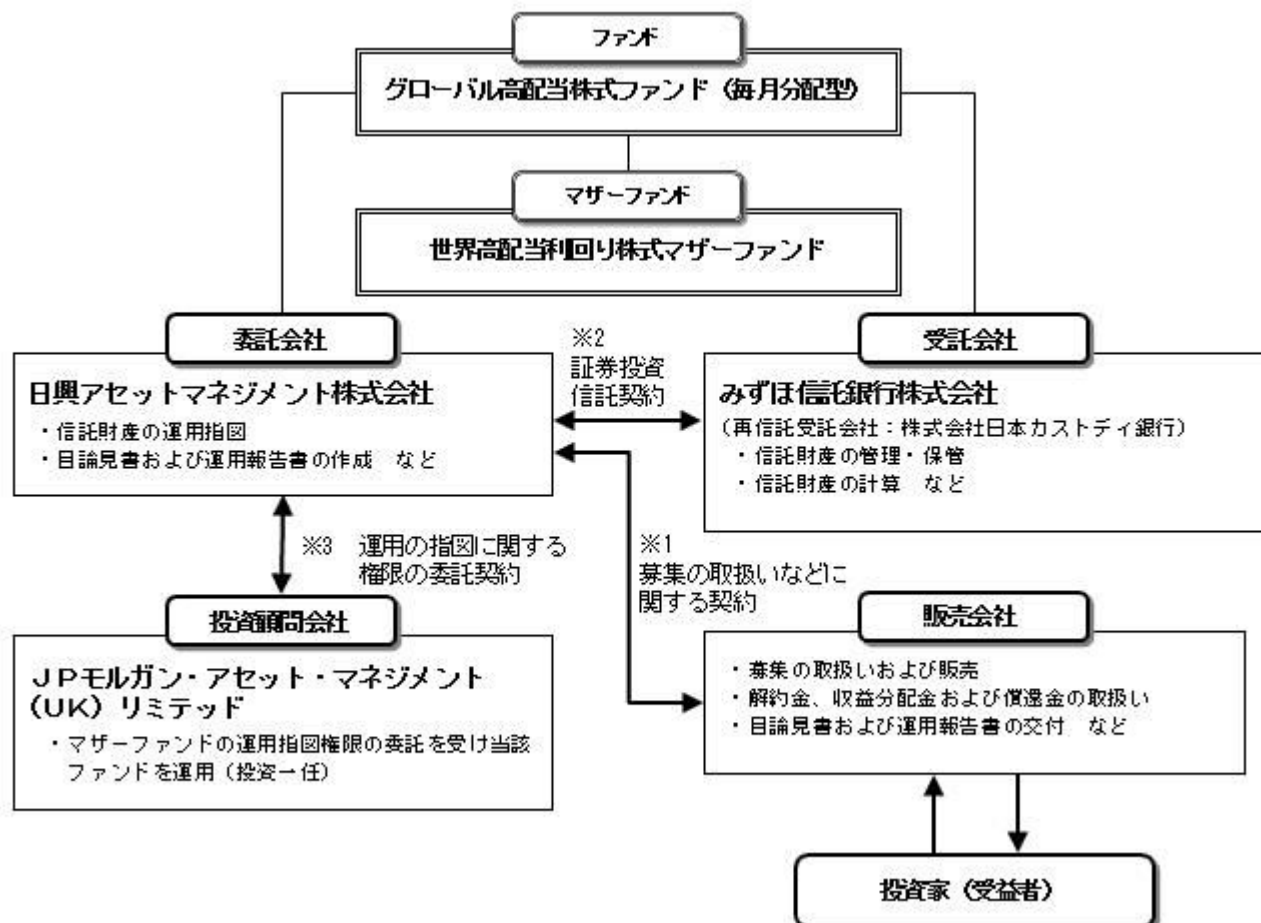 ファンド
グローバル高配当株式ファンド（毎月分配型）
マザーファンド
世界高配当利回り株式マザーファンド
委託会社
日興アセットマネジメント株式会社
・信託財産の運用指図
・目論見書および運用報告書の作成　など
※2
証券投資
信託契約
受託会社
みずほ信託銀行株式会社
（再信託受託会社：株式会社日本カストディ銀行）
・信託財産の管理・保管
・信託財産の計算　など
※3　運用の指図に関する
権限の委託契約
※1
募集の取扱いなどに
関する契約
投資顧問会社
ＪＰモルガン・アセット・マネジメント
（UK）リミテッド
・マザーファンドの運用指図権限の委託を受け当該
ファンドを運用（投資一任）
販売会社
・募集の取扱いおよび販売
・解約金、収益分配金および償還金の取扱い
・目論見書および運用報告書の交付　など
投資家（受益者）